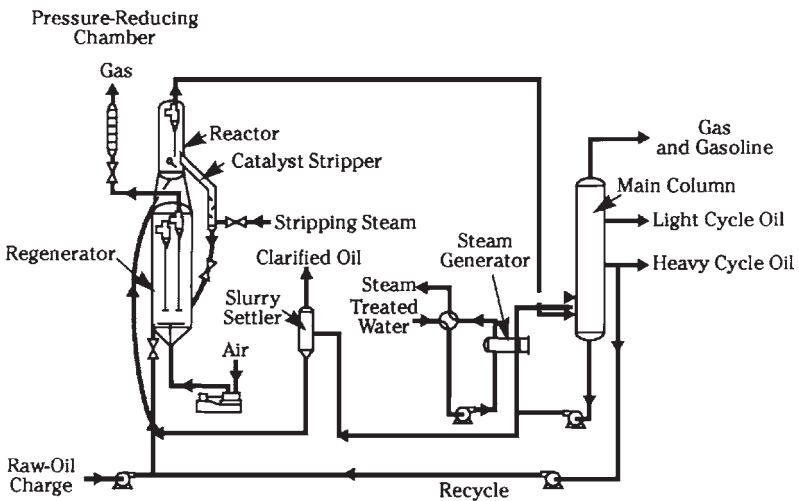 Pressure-Reducing
Chamber
Gas
Reactor
Catalyst Stripper
Gas
and Gasoline
Main Column
Stripping Steam
Light Cycle Oil
Regenerator
Clarified Oil
Steam
Generator
Heavy Cycle Oil
Steam
Slurry
Settler
Treated
Water
Air
Raw-Oil
Charge
Recycle